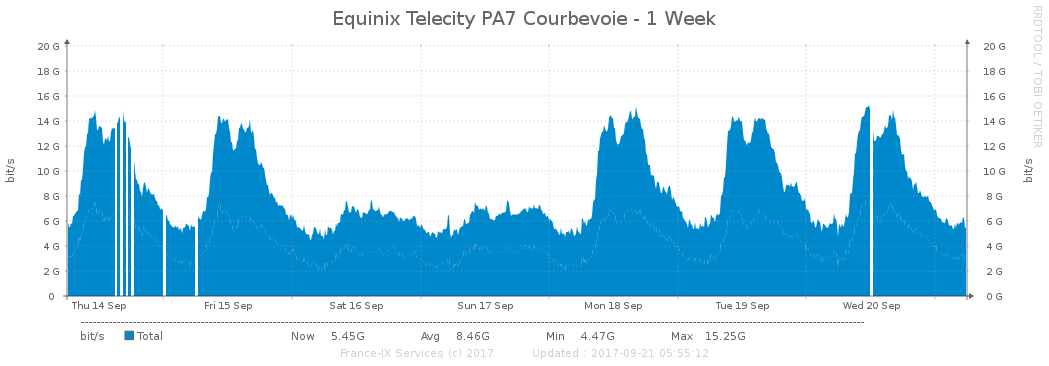 Equinix Telecity PA7 Courbevoie - 1 Week
RRDTOOL / TOBI OETIKER
bit/s
20 G 20 G
18 G 18 G
16 G 16 G
14 G 14 G
12 G 12 G
10 G 10 G
8 G 8 G
6 G 6 G
4 G 4 G
2 G 2 G
0 0 G
bit/s
Thu 14 Sep Fri 15 Sep Sat 16 Sep Sun 17 Sep Mon 18 Sep Tue 19 Sep Wed 20 Sep
bit/s Total Now 5.45G Avg 8.46G Min 4.47G Max 15.25G
France-IX Services (c) 2017 Updated : 2017-09-21 05:55:12